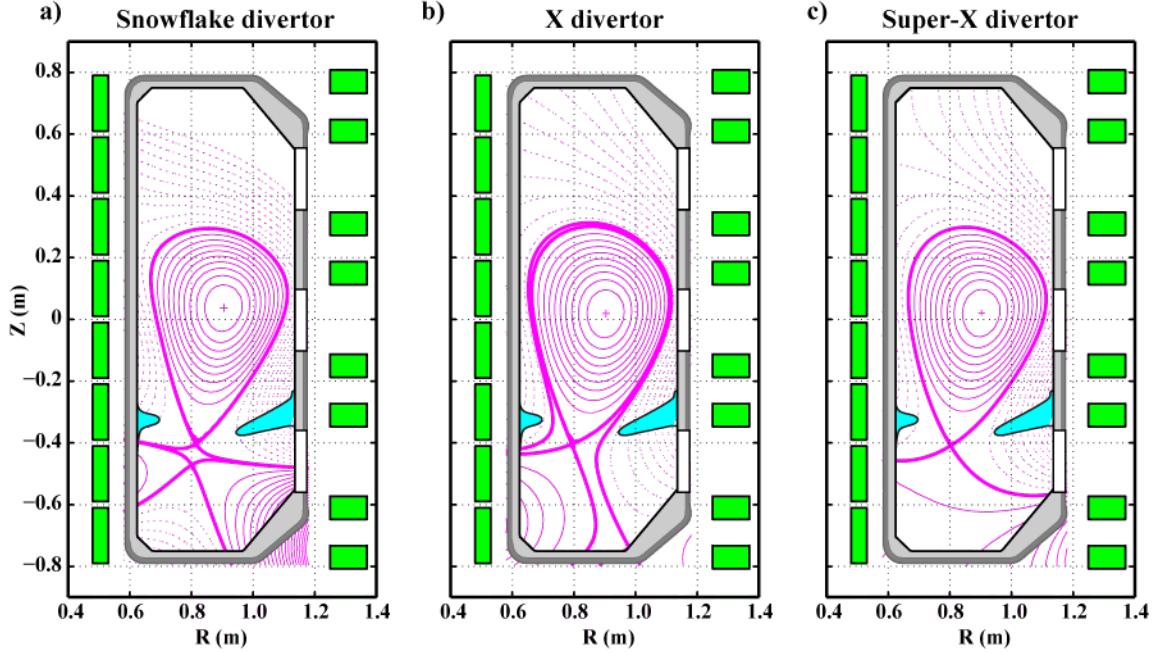 a) Snowflake divertor
b) X divertor
c) Super-X divertor
0.8
0.6
0.4
0.2
0
−0.2
−0.4
−0.6
−0.8
Z (m)
0.4 0.6 0.8 1.0 1.2 1.4
0.4 0.6 0.8 1.0 1.2 1.4
0.4 0.6 0.8 1.0 1.2 1.4
R (m)
R (m)
R (m)